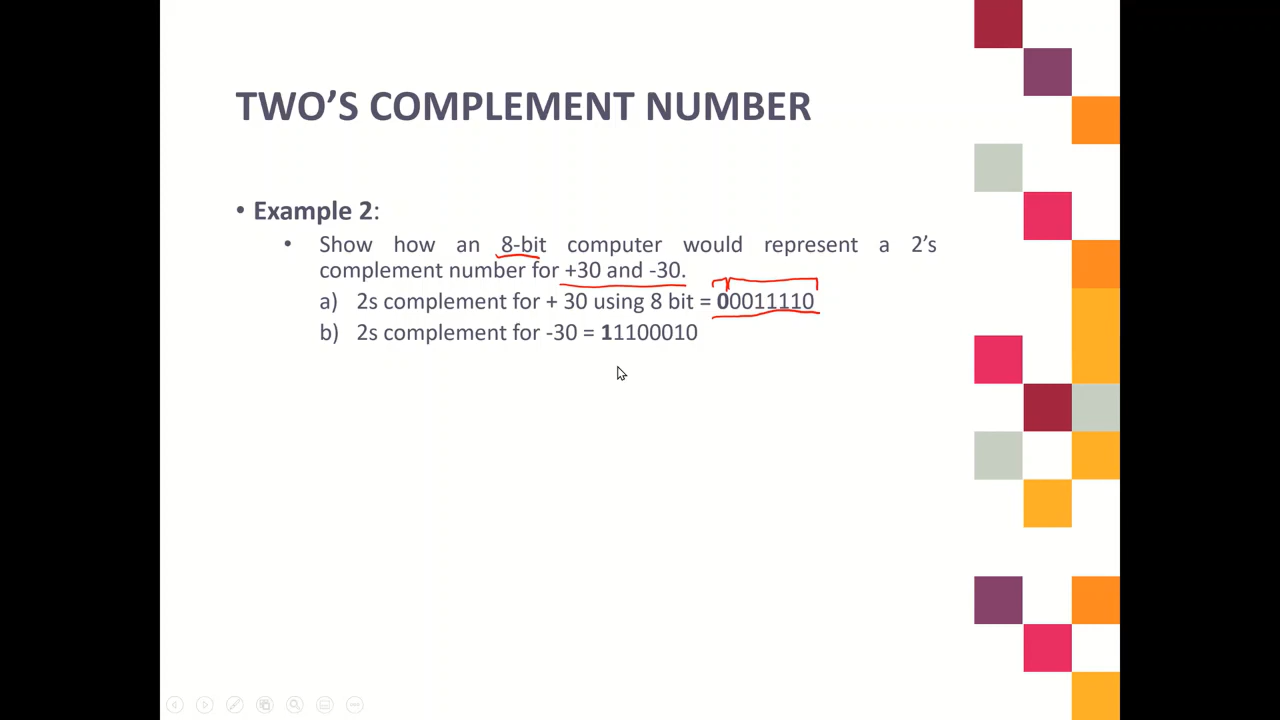 TWO’S COMPLEMENT NUMBER
• Example 2:
• Show how an 8-bit computer would represent a 2’s
complement number for +30 and -30.
a) 2s complement for + 30 using 8 bit = 00011110
b) 2s complement for -30 = 11100010